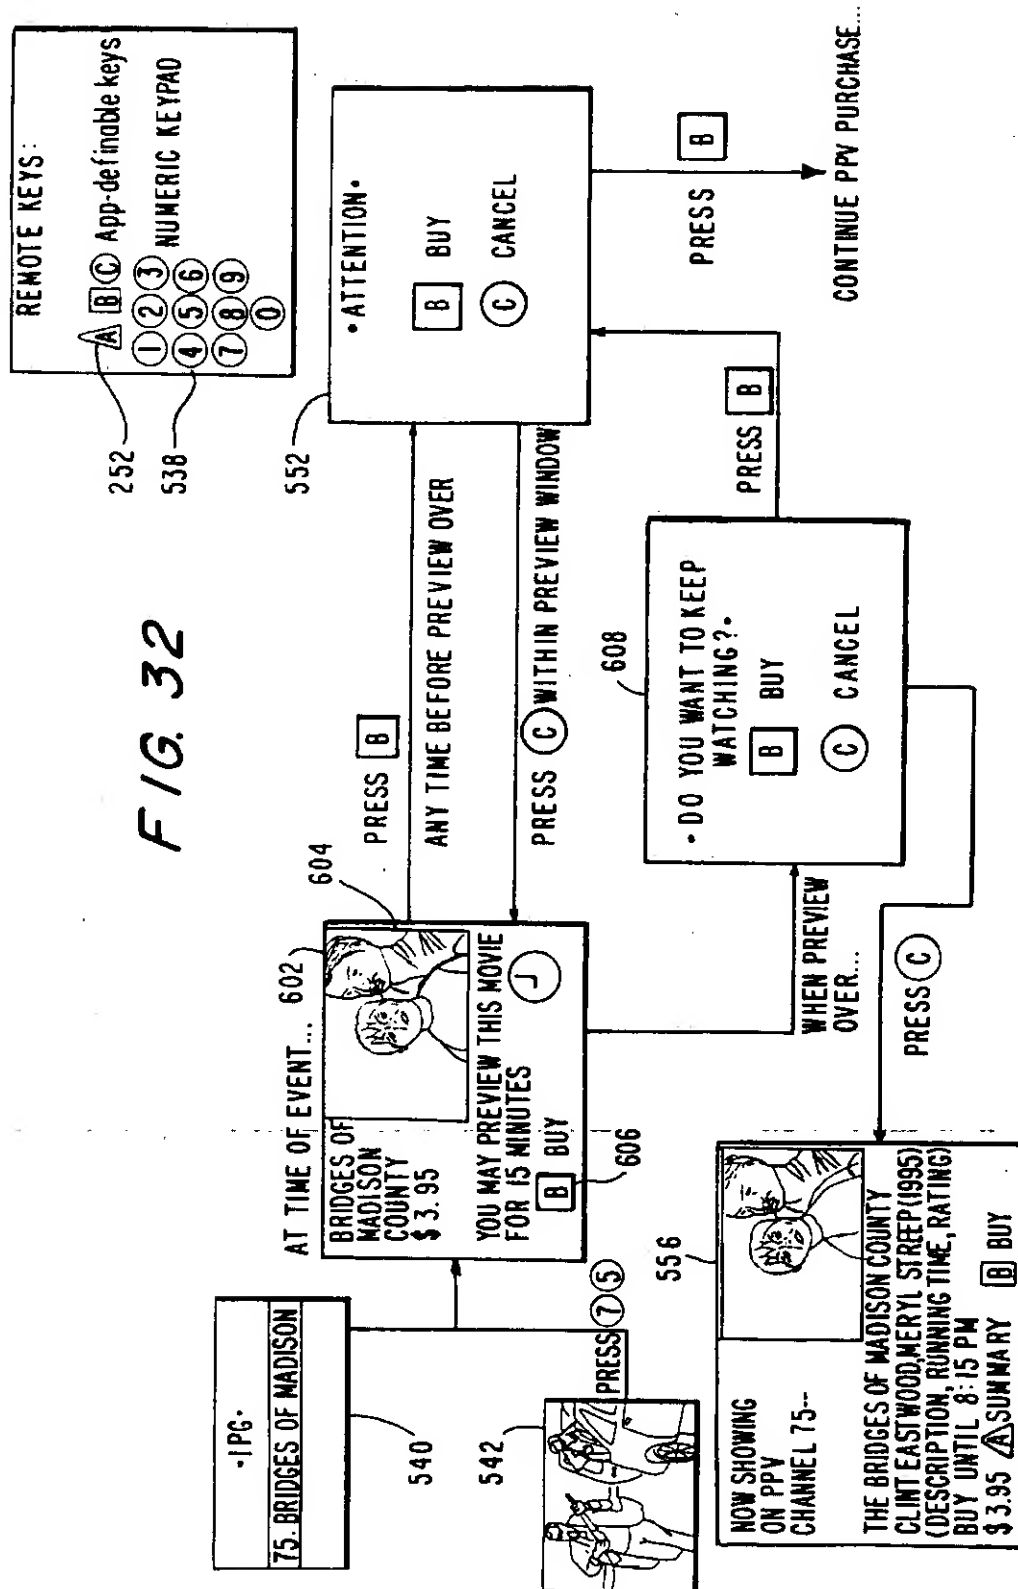 FIG. 32
REMOTE KEYS:
A B C App-definable keys
1 2 3 NUMERIC KEYPAD
4 5 6
7 8 9
0
252
538
·IPG·
75. BRIDGES OF MADISON
540
542
PRESS 7 5
AT TIME OF EVENT... 602
604
BRIDGES OF
MADISON
COUNTY
$ 3.95
YOU MAY PREVIEW THIS MOVIE
FOR 15 MINUTES
B BUY
606
PRESS B
ANY TIME BEFORE PREVIEW OVER
PRESS C WITHIN PREVIEW WINDOW
552
·ATTENTION·
B BUY
C CANCEL
PRESS B
CONTINUE PPV PURCHASE...
WHEN PREVIEW
OVER...
608
·DO YOU WANT TO KEEP
WATCHING?·
B BUY
C CANCEL
PRESS B
PRESS C
556
NOW SHOWING
ON PPV
CHANNEL 75--
THE BRIDGES OF MADISON COUNTY
CLINT EASTWOOD,MERYL STREEP(1995)
(DESCRIPTION, RUNNING TIME, RATING)
BUY UNTIL 8:15 PM
$ 3.95 A SUMMARY B BUY